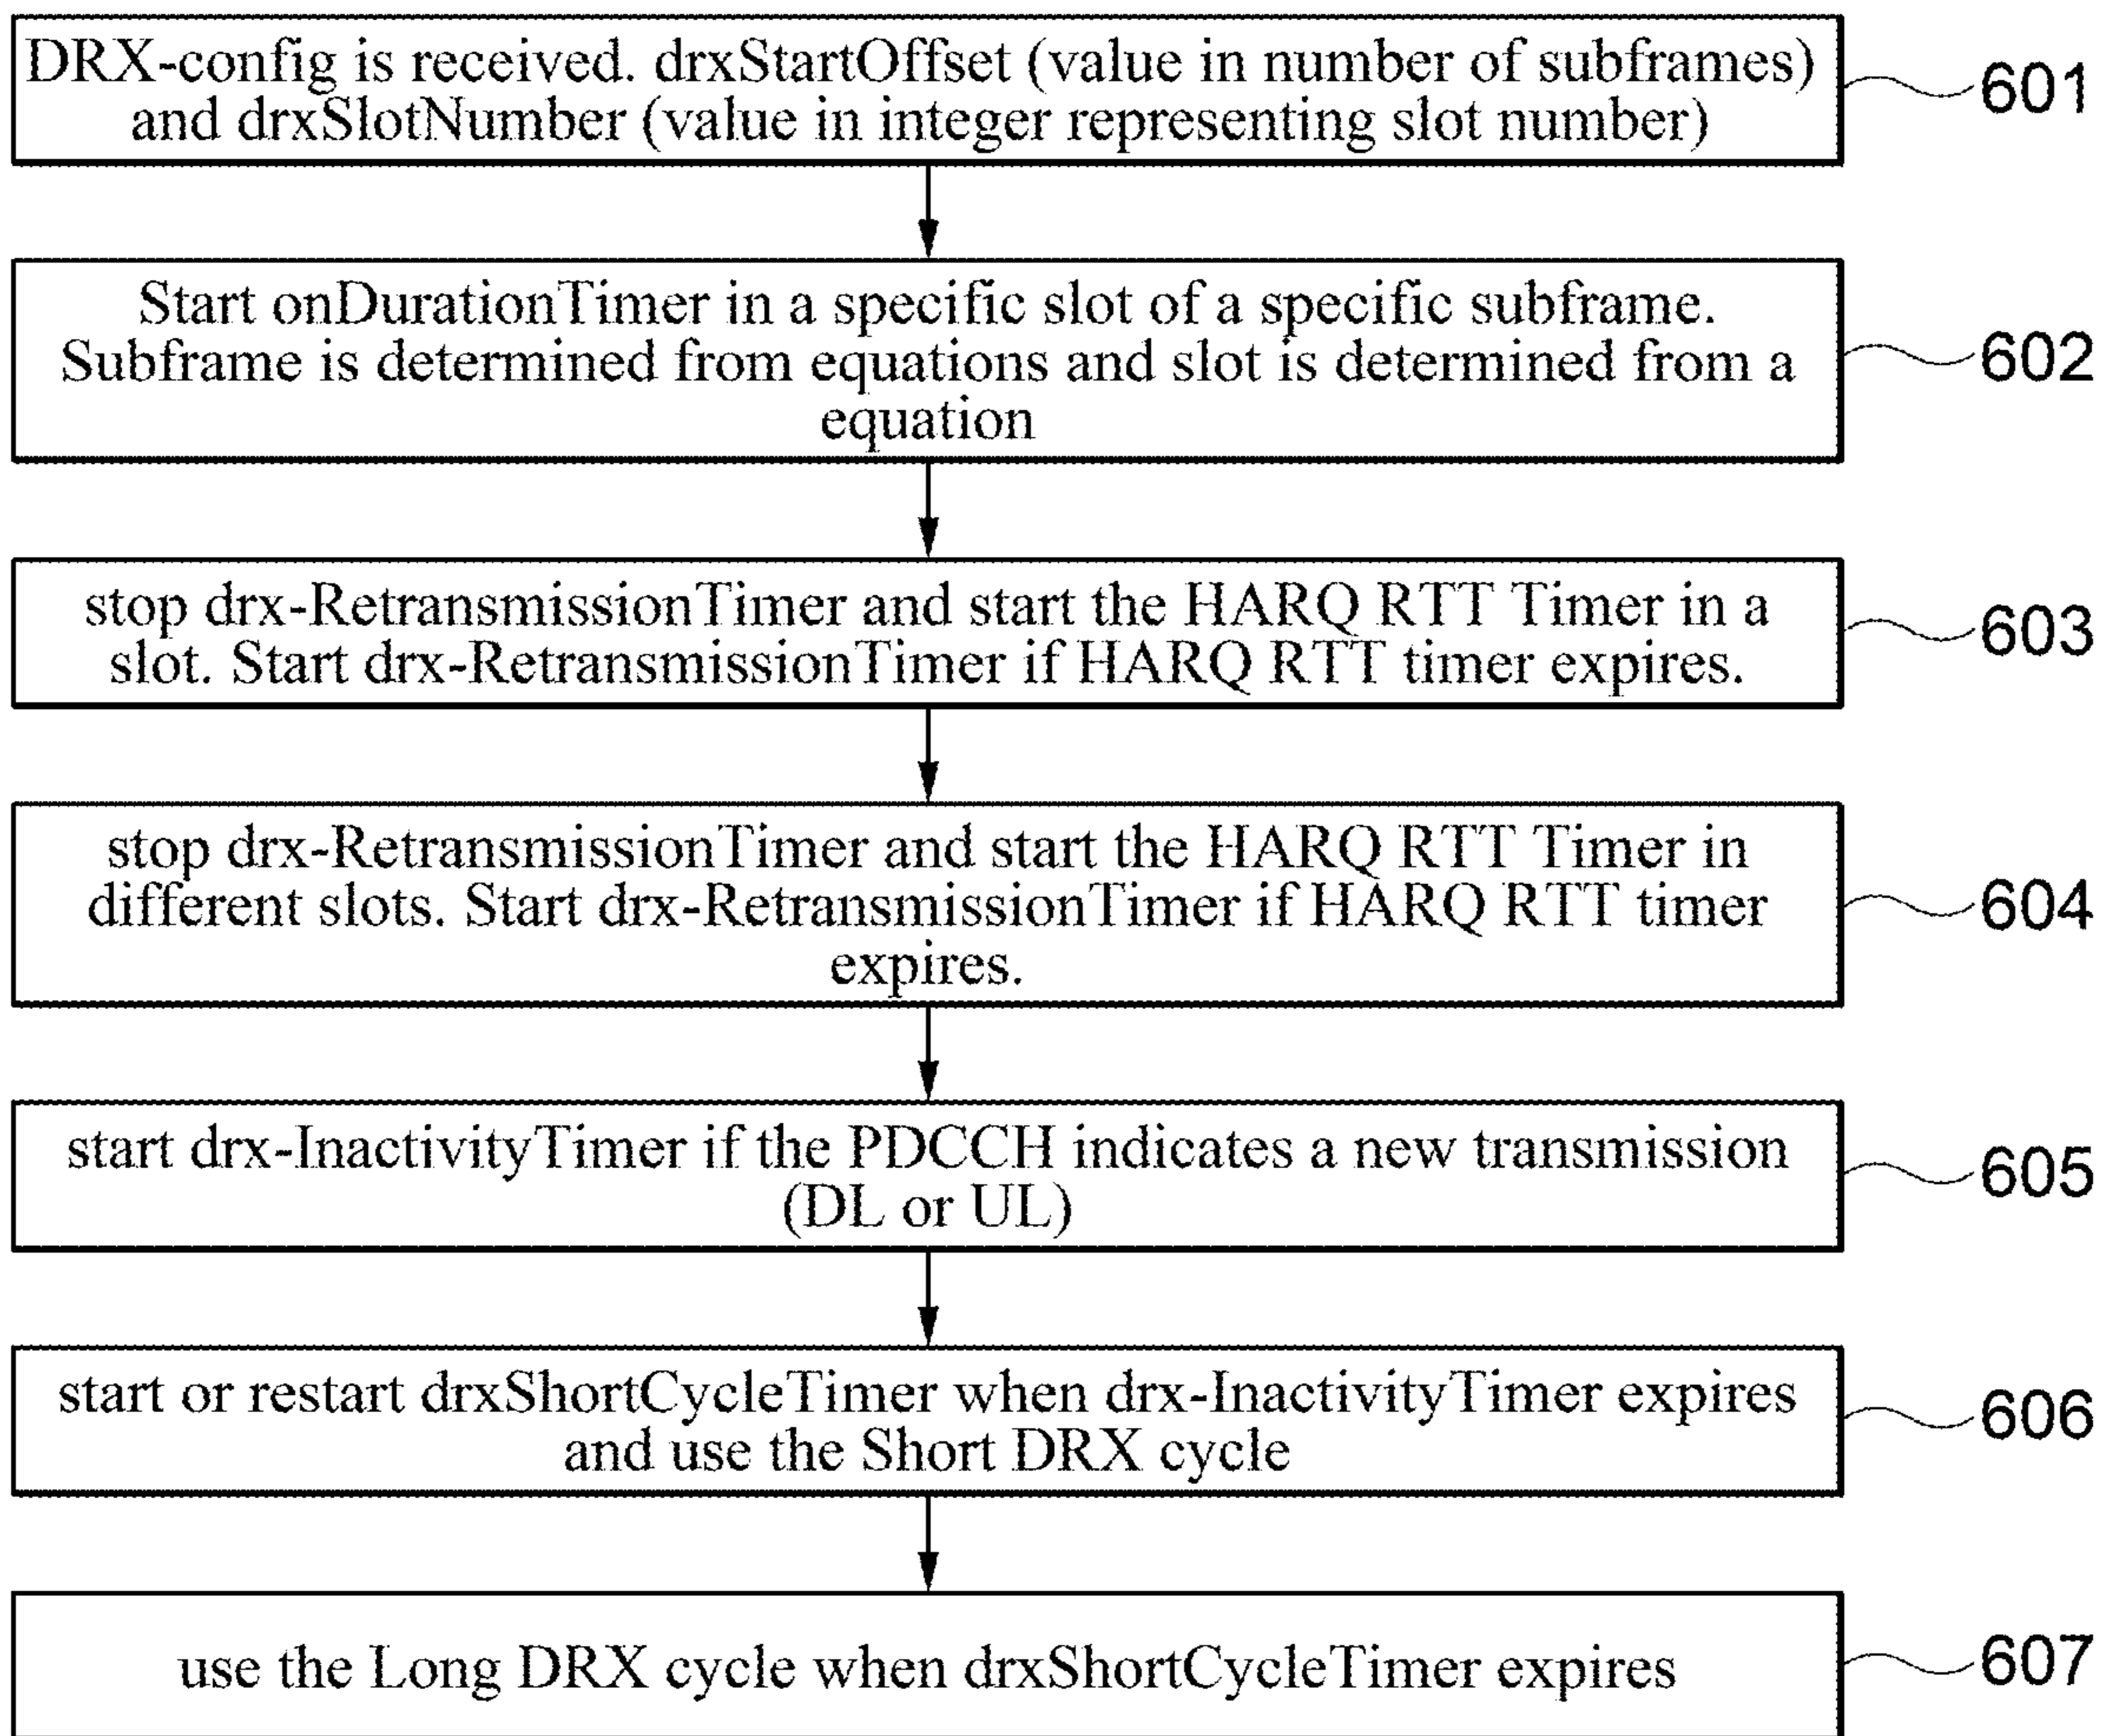 DRX-config is received. drxStartOffset (value in number of subframes)
and drxSlotNumber (value in integer representing slot number)
601
Start onDurationTimer in a specific slot of a specific subframe.
Subframe is determined from equations and slot is determined from a
equation
602
stop drx-RetransmissionTimer and start the HARQ RTT Timer in a
slot. Start drx-RetransmissionTimer if HARQ RTT timer expires.
603
stop drx-RetransmissionTimer and start the HARQ RTT Timer in
different slots. Start drx-RetransmissionTimer if HARQ RTT timer
expires.
604
start drx-InactivityTimer if the PDCCH indicates a new transmission
(DL or UL)
605
start or restart drxShortCycleTimer when drx-InactivityTimer expires
and use the Short DRX cycle
606
use the Long DRX cycle when drxShortCycleTimer expires
607